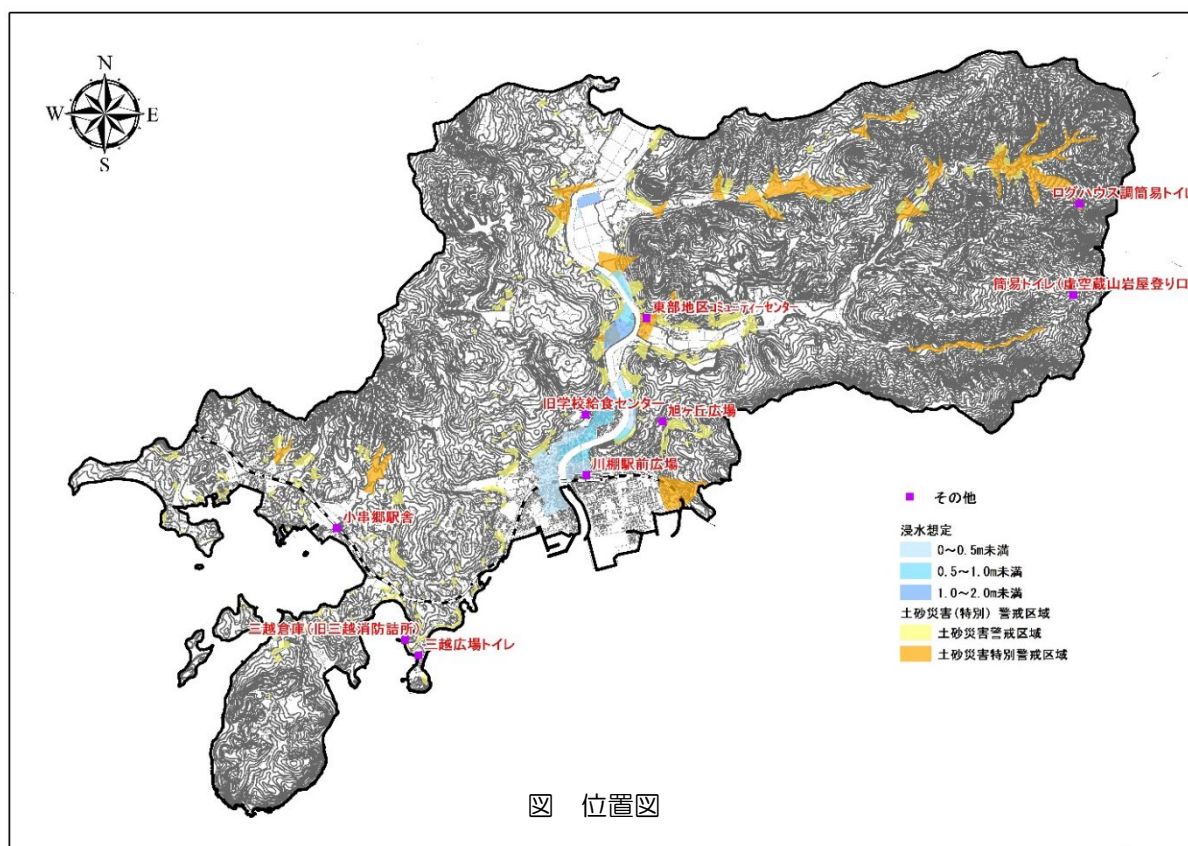 N
W E
S
ログハウス調簡易トイレ
簡易トイレ(虚空蔵山岩屋登り口
東部地区コミューティーセンター
旧学校給食センター
旭ヶ丘広場
川棚駅前広場
小串郷駅舎
三越倉庫(旧三越消防詰所)
三越広場トイレ
その他
浸水想定
0～0.5m未満
0.5～1.0m未満
1.0～2.0m未満
土砂災害(特別) 警戒区域
土砂災害警戒区域
土砂災害特別警戒区域
図 位置図